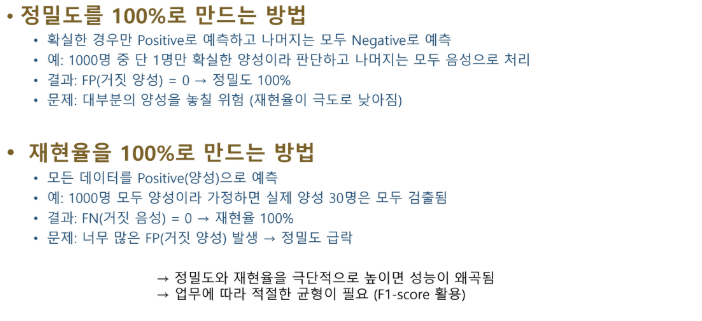 • 정밀도를 100%로 만드는 방법
• 확실한 경우만 Positive로 예측하고 나머지는 모두 Negative로 예측
• 예: 1000명 중 단 1명만 확실한 양성이라 판단하고 나머지는 모두 음성으로 처리
• 결과: FP(거짓 양성) = 0 → 정밀도 100%
• 문제: 대부분의 양성을 놓칠 위험 (재현율이 극도로 낮아짐)
• 재현율을 100%로 만드는 방법
• 모든 데이터를 Positive(양성)으로 예측
• 예: 1000명 모두 양성이라 가정하면 실제 양성 30명은 모두 검출됨
• 결과: FN(거짓 음성) = 0 → 재현율 100%
• 문제: 너무 많은 FP(거짓 양성) 발생 → 정밀도 급락
→ 정밀도와 재현율을 극단적으로 높이면 성능이 왜곡됨
→ 업무에 따라 적절한 균형이 필요 (F1-score 활용)